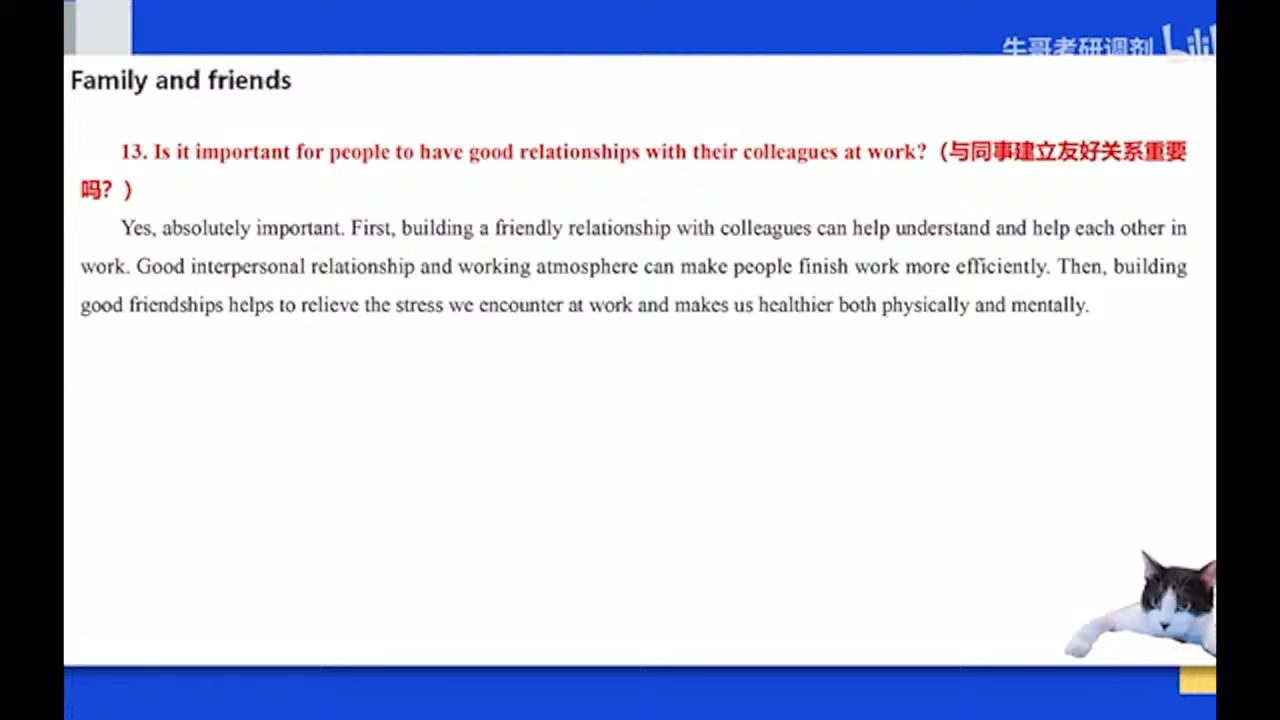 牛哥考研调剂 bilibili
Family and friends
13. Is it important for people to have good relationships with their colleagues at work?（与同事建立友好关系重要
吗？）
Yes, absolutely important. First, building a friendly relationship with colleagues can help understand and help each other in
work. Good interpersonal relationship and working atmosphere can make people finish work more efficiently. Then, building
good friendships helps to relieve the stress we encounter at work and makes us healthier both physically and mentally.